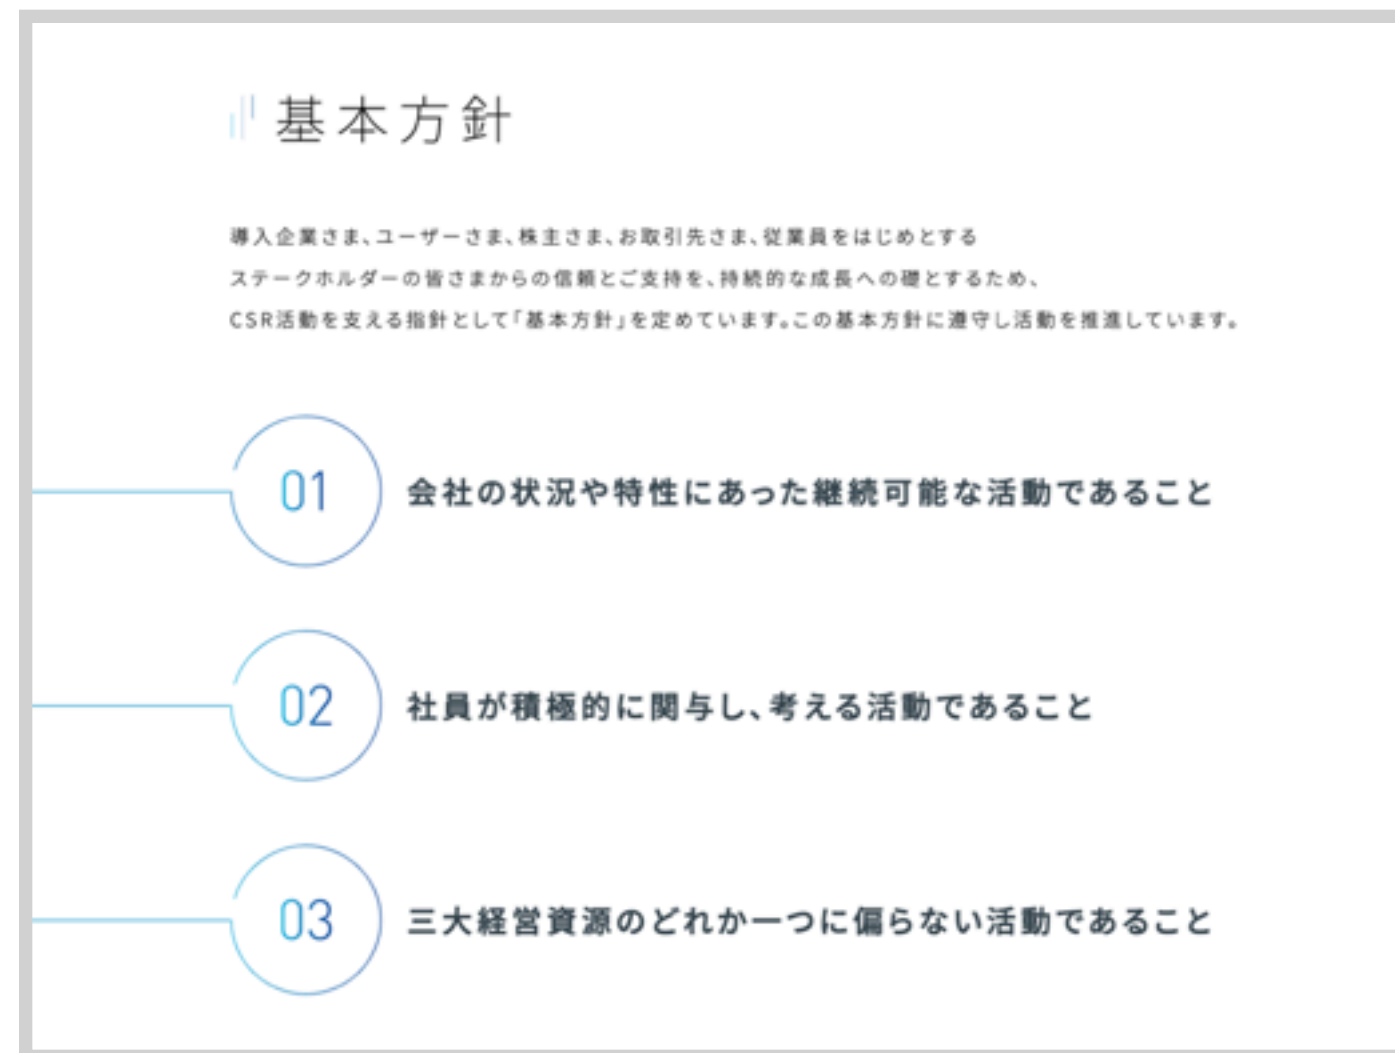 基本方針
導入企業さま、ユーザーさま、株主さま、お取引先さま、従業員をはじめとする
ステークホルダーの皆さまからの信頼とご支持を、持続的な成長への礎とするため、
CSR活動を支える指針として「基本方針」を定めています。この基本方針に遵守し活動を推進しています。
01 会社の状況や特性にあった継続可能な活動であること
02 社員が積極的に関与し、考える活動であること
03 三大経営資源のどれか一つに偏らない活動であること